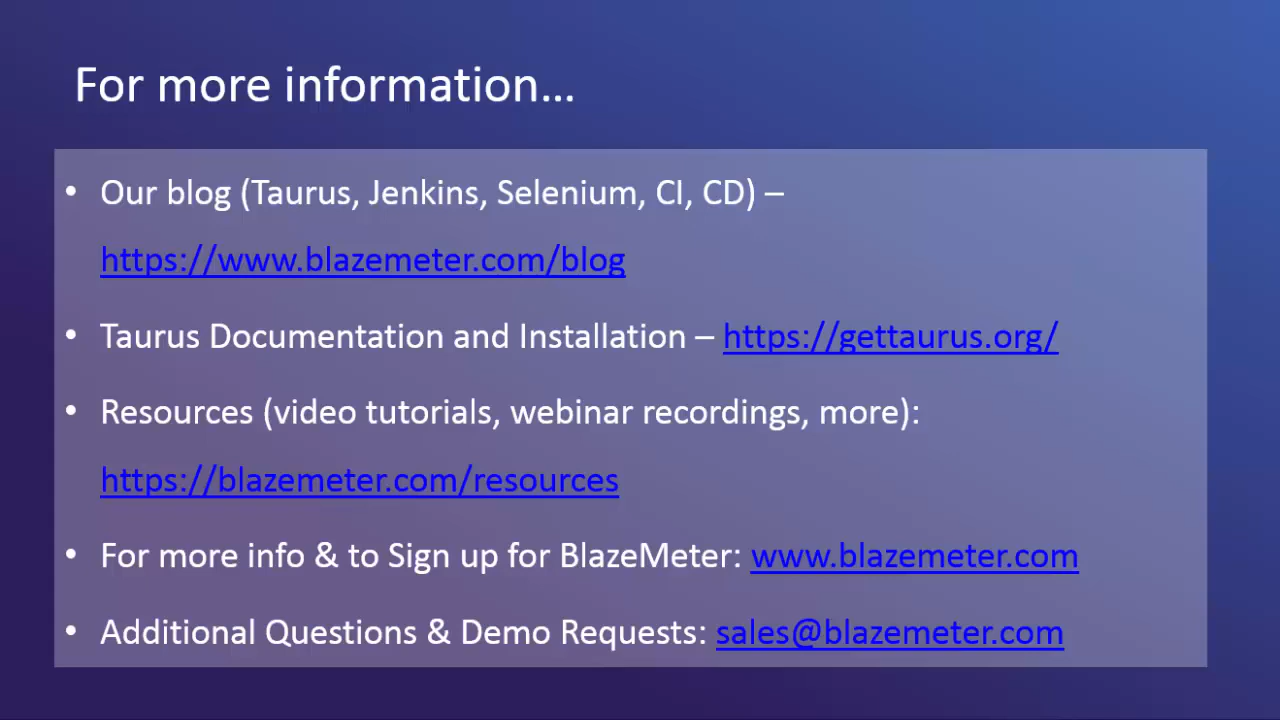 For more information…
• Our blog (Taurus, Jenkins, Selenium, CI, CD) –
https://www.blazemeter.com/blog
• Taurus Documentation and Installation – https://gettaurus.org/
• Resources (video tutorials, webinar recordings, more):
https://blazemeter.com/resources
• For more info & to Sign up for BlazeMeter: www.blazemeter.com
• Additional Questions & Demo Requests: sales@blazemeter.com